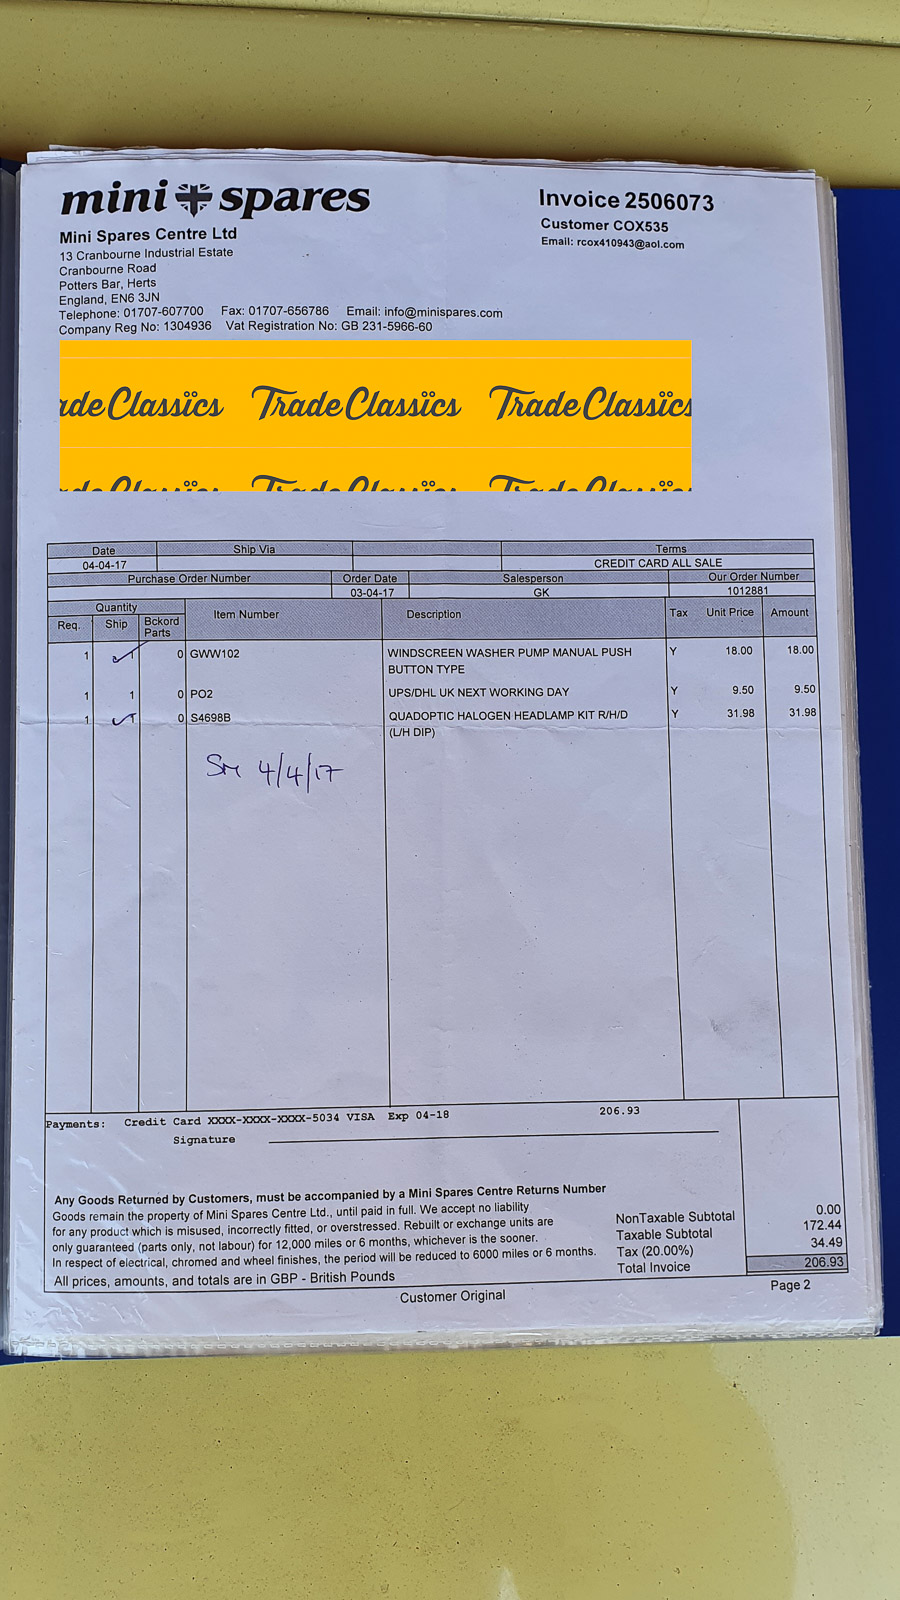 mini spares
Invoice 2506073
Customer COX535
Email: rcox410943@aol.com
Mini Spares Centre Ltd
13 Cranbourne Industrial Estate
Cranbourne Road
Potters Bar, Herts
England, EN6 3JN
Telephone: 01707-607700 Fax: 01707-656786 Email: info@minispares.com
Company Reg No: 1304936 Vat Registration No: GB 231-5966-60
ade Classics Trade Classics Trade Classics
Trade Classics Trade Classics
Date Ship Via Terms
04-04-17 CREDIT CARD ALL SALE
Purchase Order Number Order Date Salesperson Our Order Number
03-04-17 GK 1012881
Quantity Item Number Description Tax Unit Price Amount
Req. Ship Bckord Parts
1 1 0 GWW102 WINDSCREEN WASHER PUMP MANUAL PUSH Y 18.00 18.00
BUTTON TYPE
1 1 0 PO2 UPS/DHL UK NEXT WORKING DAY Y 9.50 9.50
1 1 0 S4698B QUADOPTIC HALOGEN HEADLAMP KIT R/H/D Y 31.98 31.98
(L/H DIP)
4/4/17
Payments: Credit Card XXXX-XXXX-XXXX-5034 VISA Exp 04-18 206.93
Signature
Any Goods Returned by Customers, must be accompanied by a Mini Spares Centre Returns Number
Goods remain the property of Mini Spares Centre Ltd., until paid in full. We accept no liability
for any product which is misused, incorrectly fitted, or overstressed. Rebuilt or exchange units are
only guaranteed (parts only, not labour) for 12,000 miles or 6 months, whichever is the sooner.
In respect of electrical, chromed and wheel finishes, the period will be reduced to 6000 miles or 6 months.
All prices, amounts, and totals are in GBP - British Pounds
NonTaxable Subtotal 0.00
Taxable Subtotal 172.44
Tax (20.00%) 34.49
Total Invoice 206.93
Customer Original
Page 2